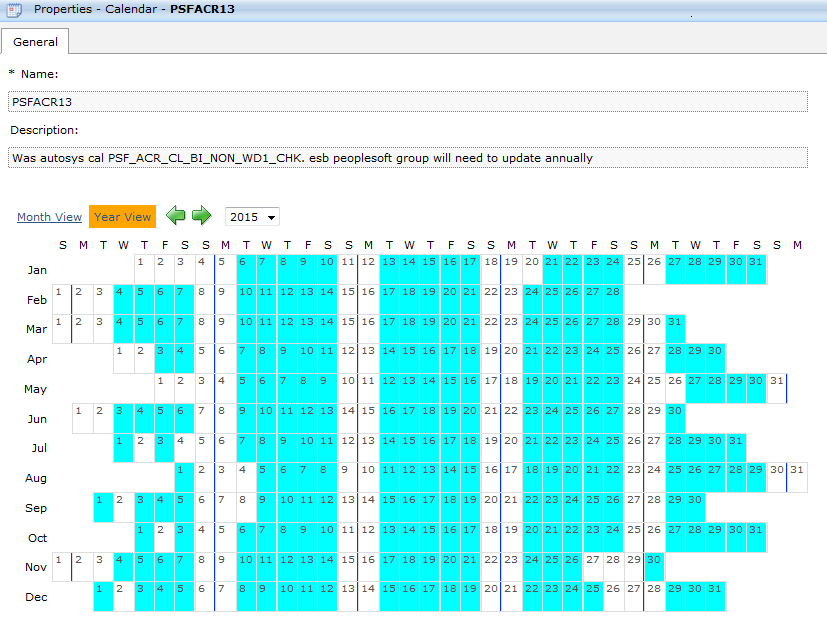 Properties - Calendar - PSFACR13
General
* Name:
PSFACR13
Description:
Was autosys cal PSF_ACR_CL_BI_NON_WD1_CHK. esb peoplesoft group will need to update annually
Month View Year View 2015
S M T W T F S S M T W T F S S M T W T F S S M T W T F S S M T W T F S S M
Jan 1 2 3 4 5 6 7 8 9 10 11 12 13 14 15 16 17 18 19 20 21 22 23 24 25 26 27 28 29 30 31
Feb 1 2 3 4 5 6 7 8 9 10 11 12 13 14 15 16 17 18 19 20 21 22 23 24 25 26 27 28
Mar 1 2 3 4 5 6 7 8 9 10 11 12 13 14 15 16 17 18 19 20 21 22 23 24 25 26 27 28 29 30 31
Apr 1 2 3 4 5 6 7 8 9 10 11 12 13 14 15 16 17 18 19 20 21 22 23 24 25 26 27 28 29 30
May 1 2 3 4 5 6 7 8 9 10 11 12 13 14 15 16 17 18 19 20 21 22 23 24 25 26 27 28 29 30 31
Jun 1 2 3 4 5 6 7 8 9 10 11 12 13 14 15 16 17 18 19 20 21 22 23 24 25 26 27 28 29 30
Jul 1 2 3 4 5 6 7 8 9 10 11 12 13 14 15 16 17 18 19 20 21 22 23 24 25 26 27 28 29 30 31
Aug 1 2 3 4 5 6 7 8 9 10 11 12 13 14 15 16 17 18 19 20 21 22 23 24 25 26 27 28 29 30 31
Sep 1 2 3 4 5 6 7 8 9 10 11 12 13 14 15 16 17 18 19 20 21 22 23 24 25 26 27 28 29 30
Oct 1 2 3 4 5 6 7 8 9 10 11 12 13 14 15 16 17 18 19 20 21 22 23 24 25 26 27 28 29 30 31
Nov 1 2 3 4 5 6 7 8 9 10 11 12 13 14 15 16 17 18 19 20 21 22 23 24 25 26 27 28 29 30
Dec 1 2 3 4 5 6 7 8 9 10 11 12 13 14 15 16 17 18 19 20 21 22 23 24 25 26 27 28 29 30 31